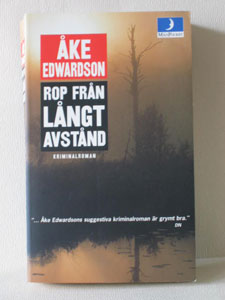 ÅKE
EDWARDSON
ROP FRÅN
LÅNGT
AVSTÅND
KRIMINALROMAN
"... Åke Edwardsons suggestiva kriminalroman är grymt bra."
DN